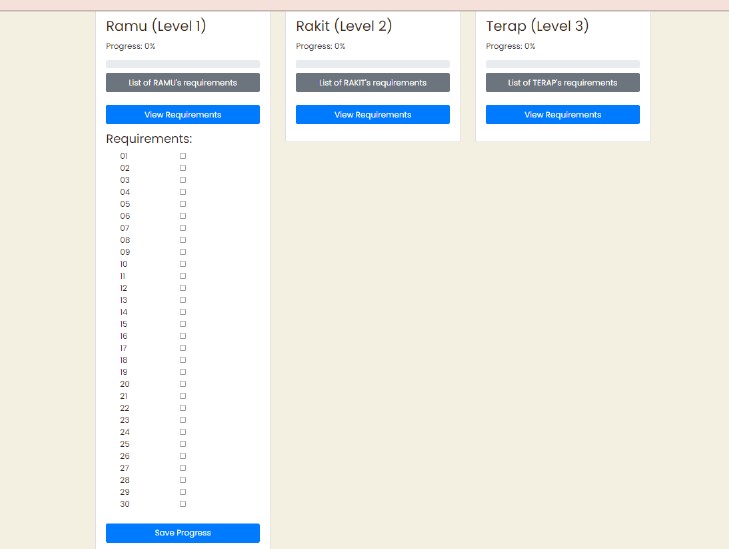 Ramu (Level 1)
Progress: 0%
List of RAMU's requirements
View Requirements
Requirements:
01
02
03
04
05
06
07
08
09
10
11
12
13
14
15
16
17
18
19
20
21
22
23
24
25
26
27
28
29
30
Save Progress
Rakit (Level 2)
Progress: 0%
List of RAKIT's requirements
View Requirements
Terap (Level 3)
Progress: 0%
List of TERAP's requirements
View Requirements